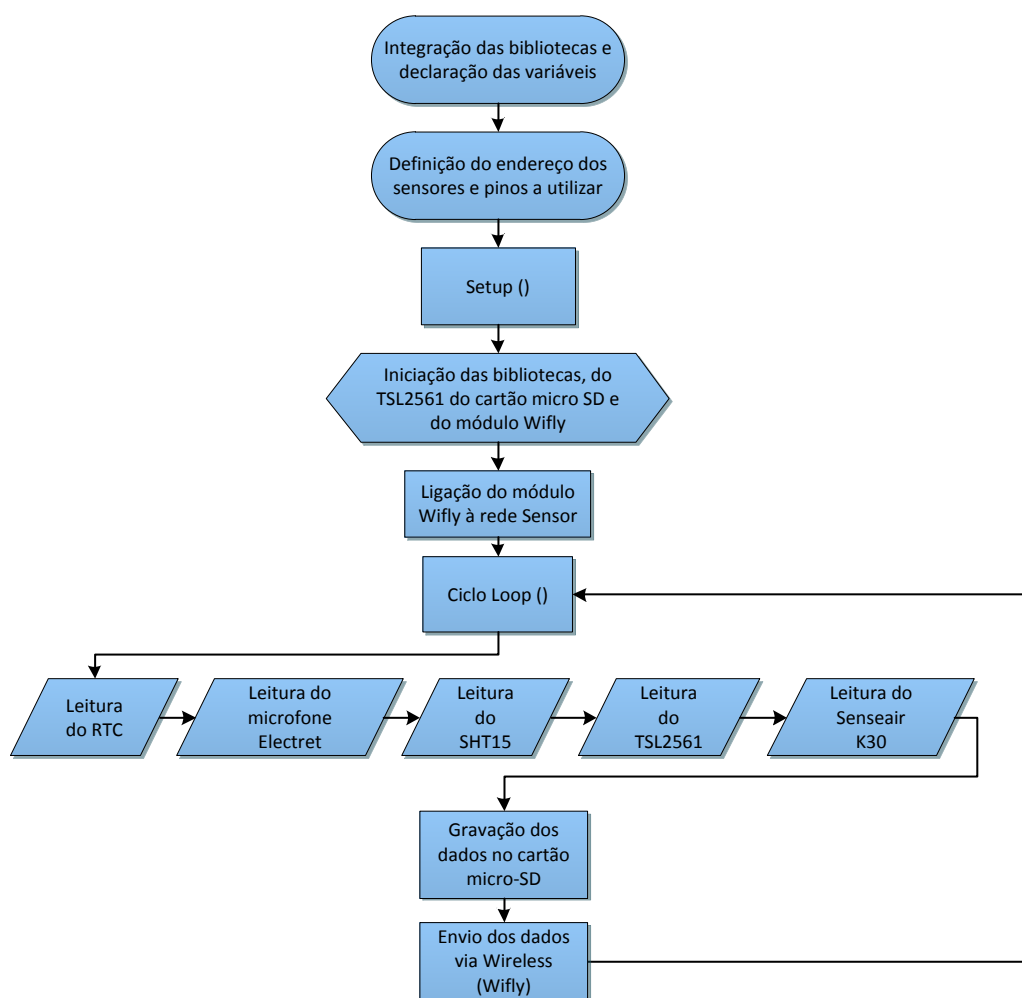 Integração das bibliotecas e
declaração das variáveis
Definição do endereço dos
sensores e pinos a utilizar
Setup ()
Iniciação das bibliotecas, do
TSL2561 do cartão micro SD e
do módulo Wifly
Ligação do módulo
Wifly à rede Sensor
Ciclo Loop ()
Leitura
do RTC
Leitura do
microfone
Electret
Leitura
do
SHT15
Leitura
do
TSL2561
Leitura do
Senseair
K30
Gravação dos
dados no cartão
micro-SD
Envio dos dados
via Wireless
(Wifly)